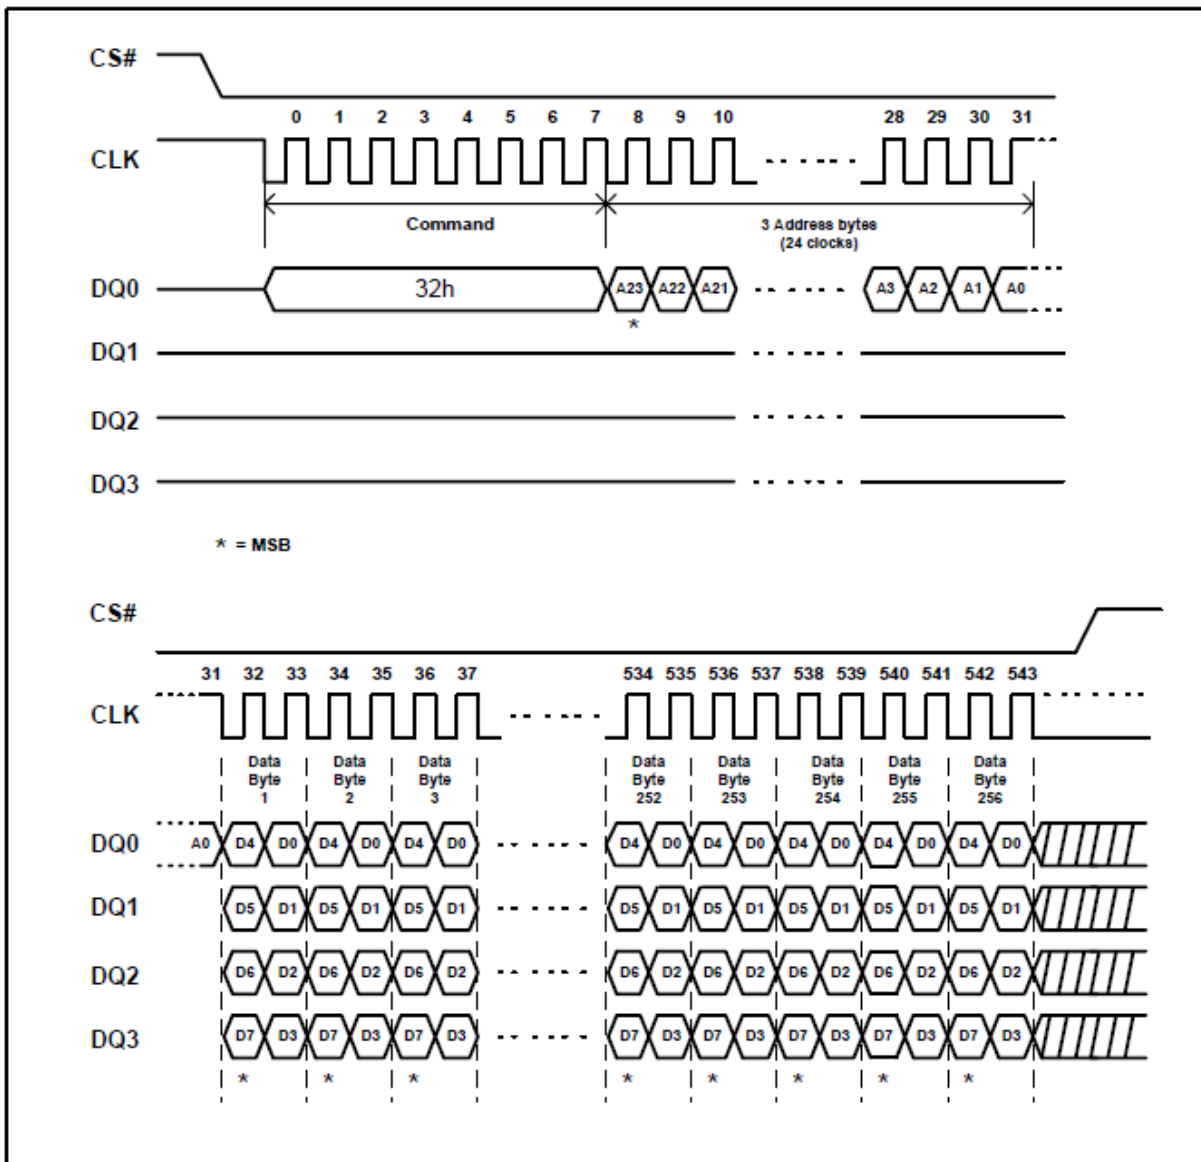 CS#
0 1 2 3 4 5 6 7 8 9 10 28 29 30 31
CLK
Command 3 Address bytes
(24 clocks)
DQ0 32h A23 A22 A21 A3 A2 A1 A0
*
DQ1
DQ2
DQ3
* = MSB
CS#
31 32 33 34 35 36 37 534 535 536 537 538 539 540 541 542 543
CLK
Data Data Data Data Data Data Data Data
Byte Byte Byte Byte Byte Byte Byte Byte
1 2 3 252 253 254 255 256
DQ0 A0 D4 D0 D4 D0 D4 D0 D4 D0 D4 D0 D4 D0 D4 D0 D4 D0
DQ1 D5 D1 D5 D1 D5 D1 D5 D1 D5 D1 D5 D1 D5 D1 D5 D1
DQ2 D6 D2 D6 D2 D6 D2 D6 D2 D6 D2 D6 D2 D6 D2 D6 D2
DQ3 D7 D3 D7 D3 D7 D3 D7 D3 D7 D3 D7 D3 D7 D3 D7 D3
* * * * * * * *